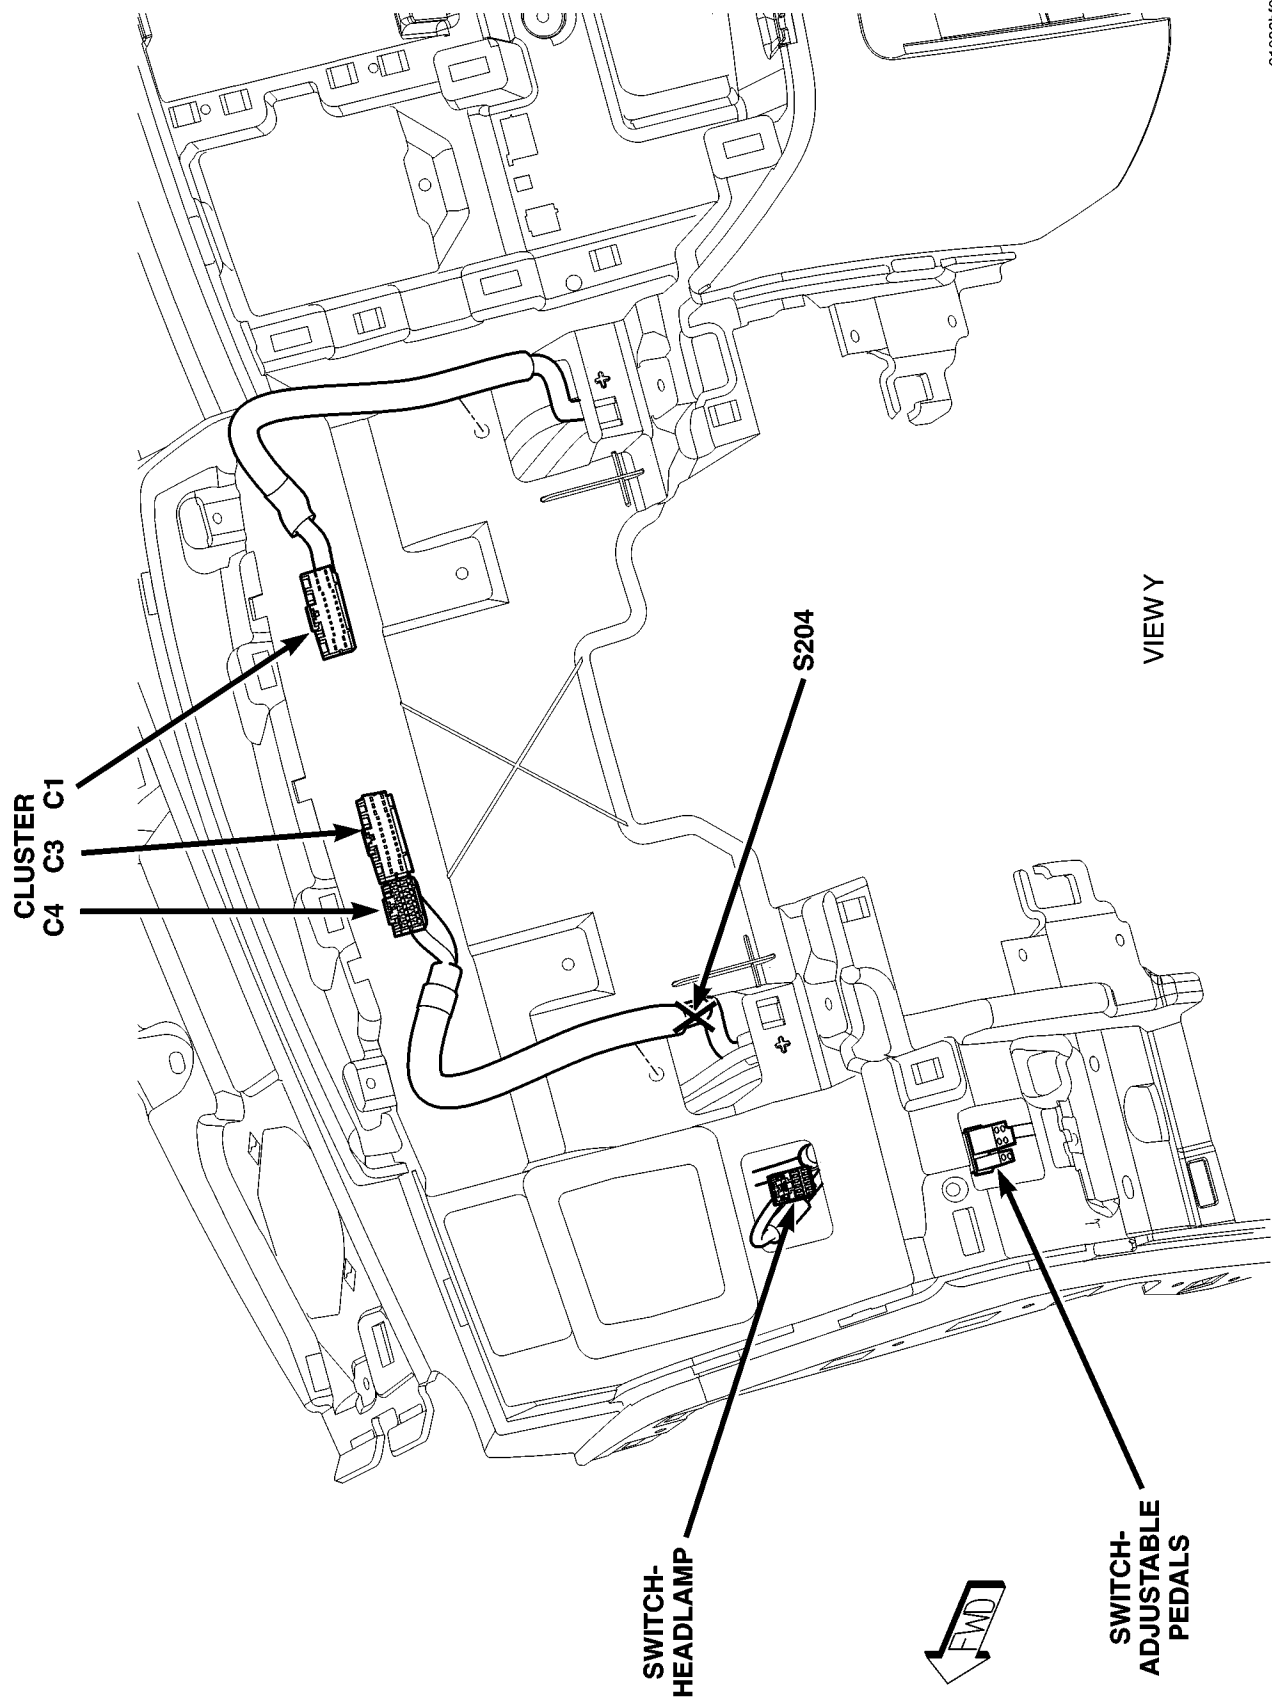 CLUSTER
C4 C3 C1
S204
SWITCH-
HEADLAMP
SWITCH-
ADJUSTABLE
PEDALS
FWD
VIEW Y